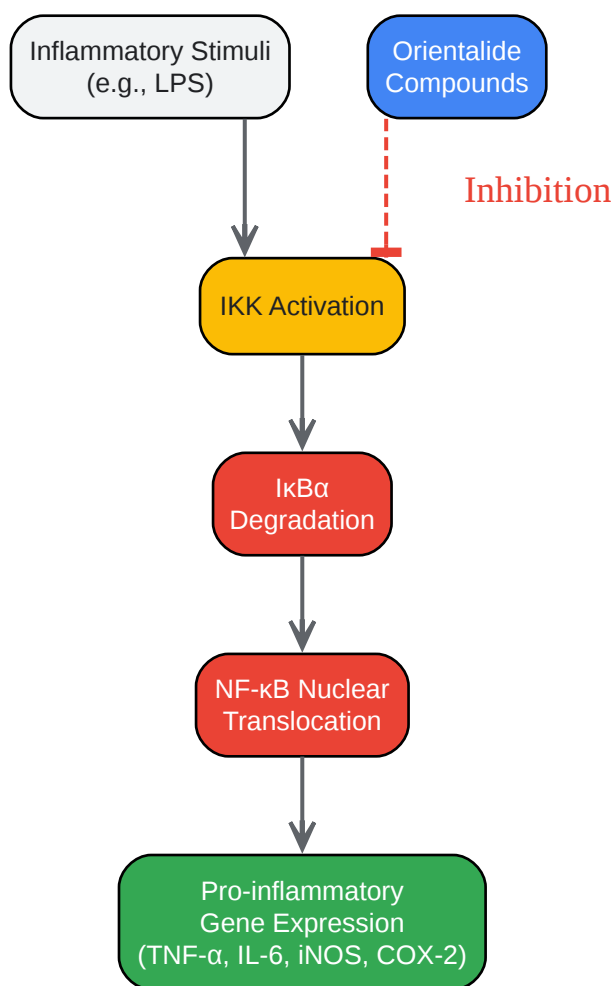 Inflammatory Stimuli
(e.g., LPS)
Orientalide
Compounds
Inhibition
IKK Activation
IκBα
Degradation
NF-κB Nuclear
Translocation
Pro-inflammatory
Gene Expression
(TNF-α, IL-6, iNOS, COX-2)